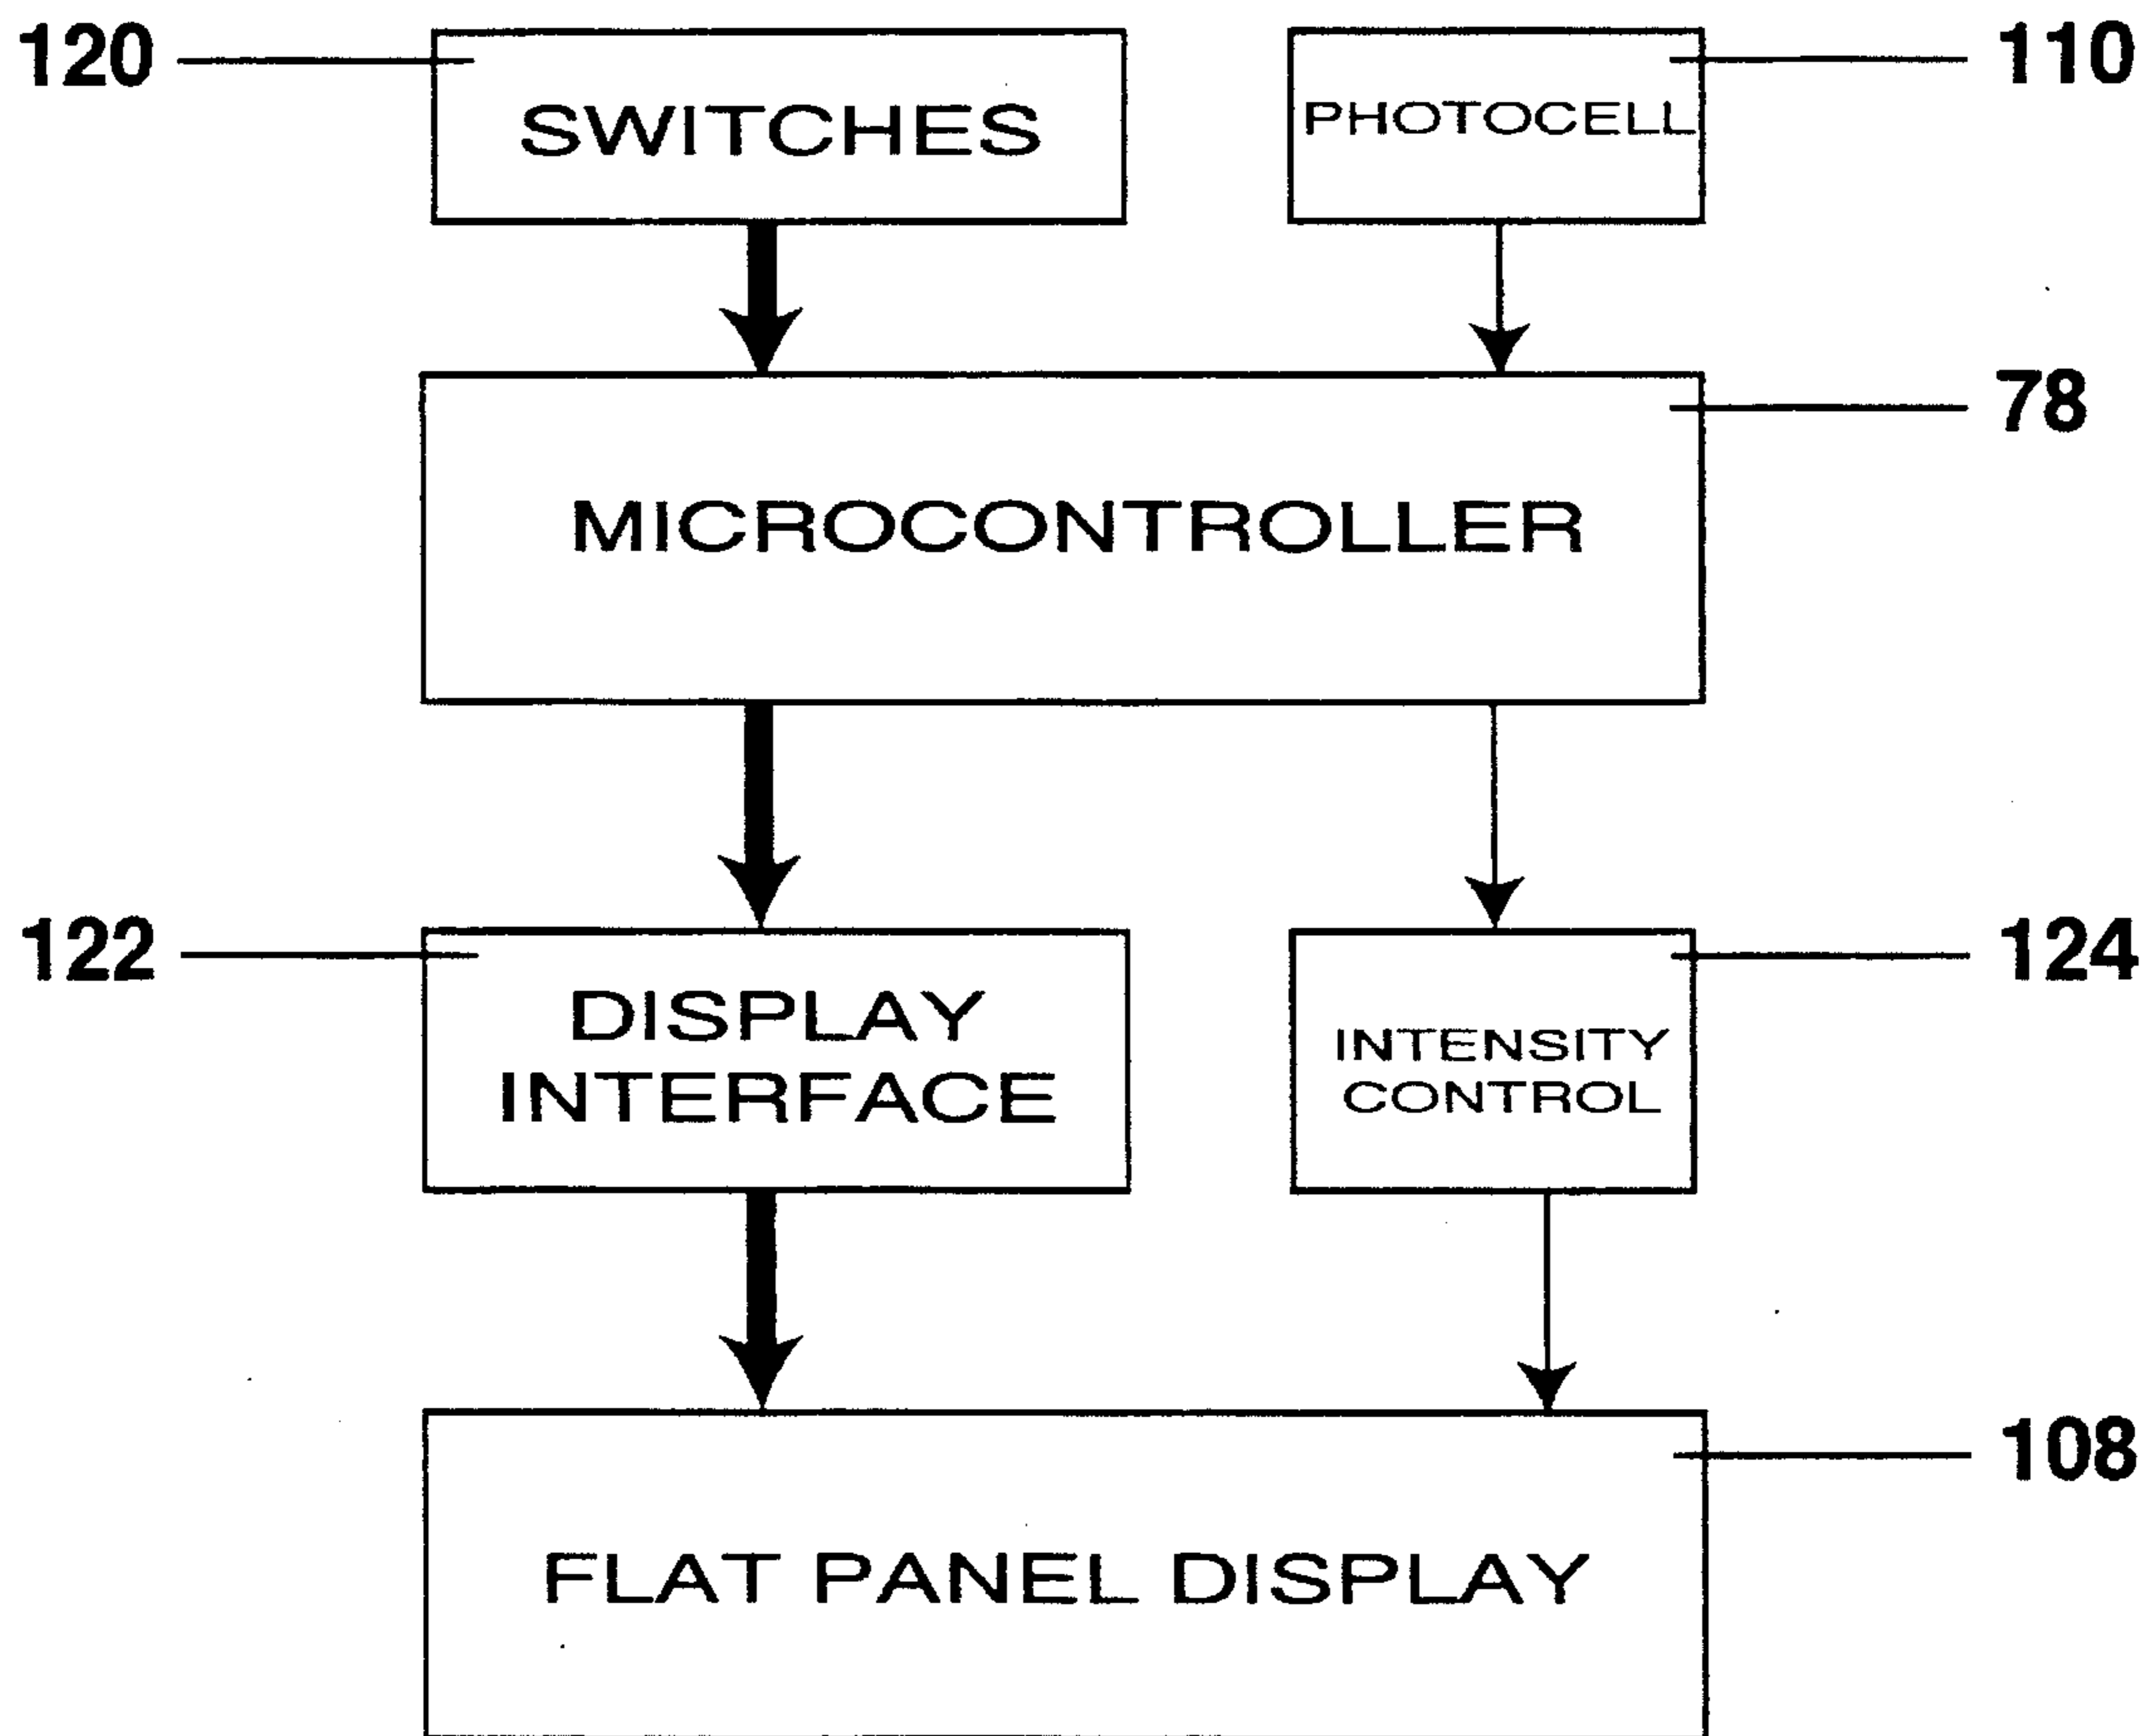 120
SWITCHES
PHOTOCELL
110
MICROCONTROLLER
78
122
DISPLAY
INTERFACE
INTENSITY
CONTROL
124
FLAT PANEL DISPLAY
108